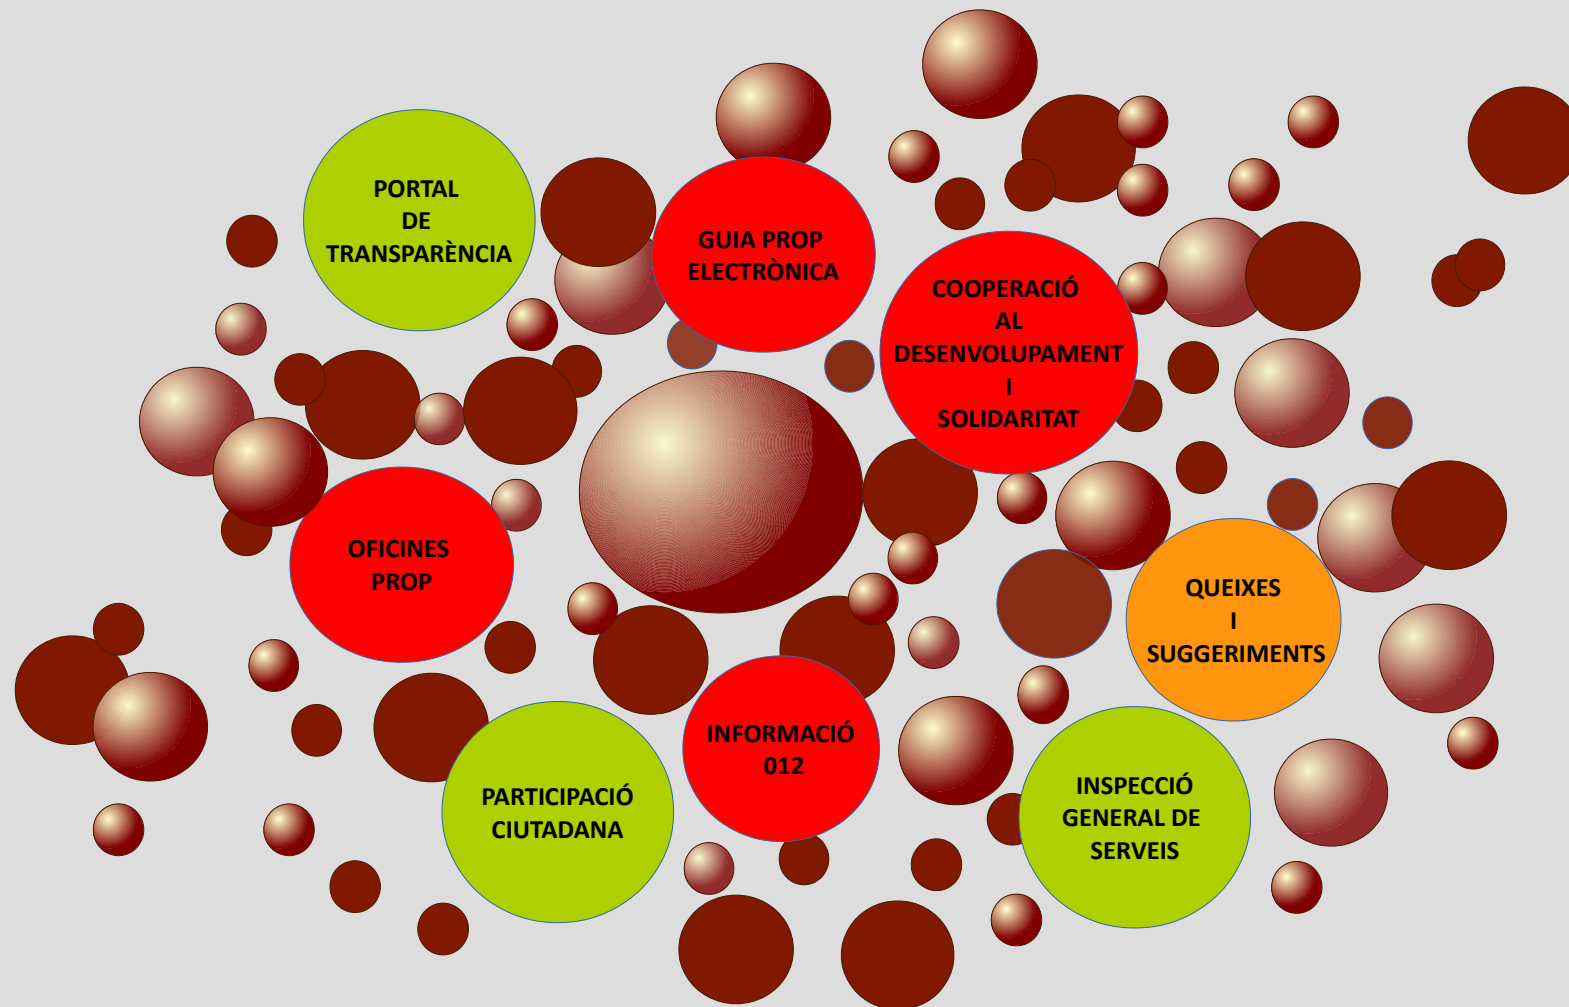 PORTAL
DE
TRANSPARÈNCIA
GUIA PROP
ELECTRÒNICA
COOPERACIÓ
AL
DESENVOLUPAMENT
I
SOLIDARITAT
OFICINES
PROP
QUEIXES
I
SUGGERIMENTS
INFORMACIÓ
012
PARTICIPACIÓ
CIUTADANA
INSPECCIÓ
GENERAL DE
SERVEIS